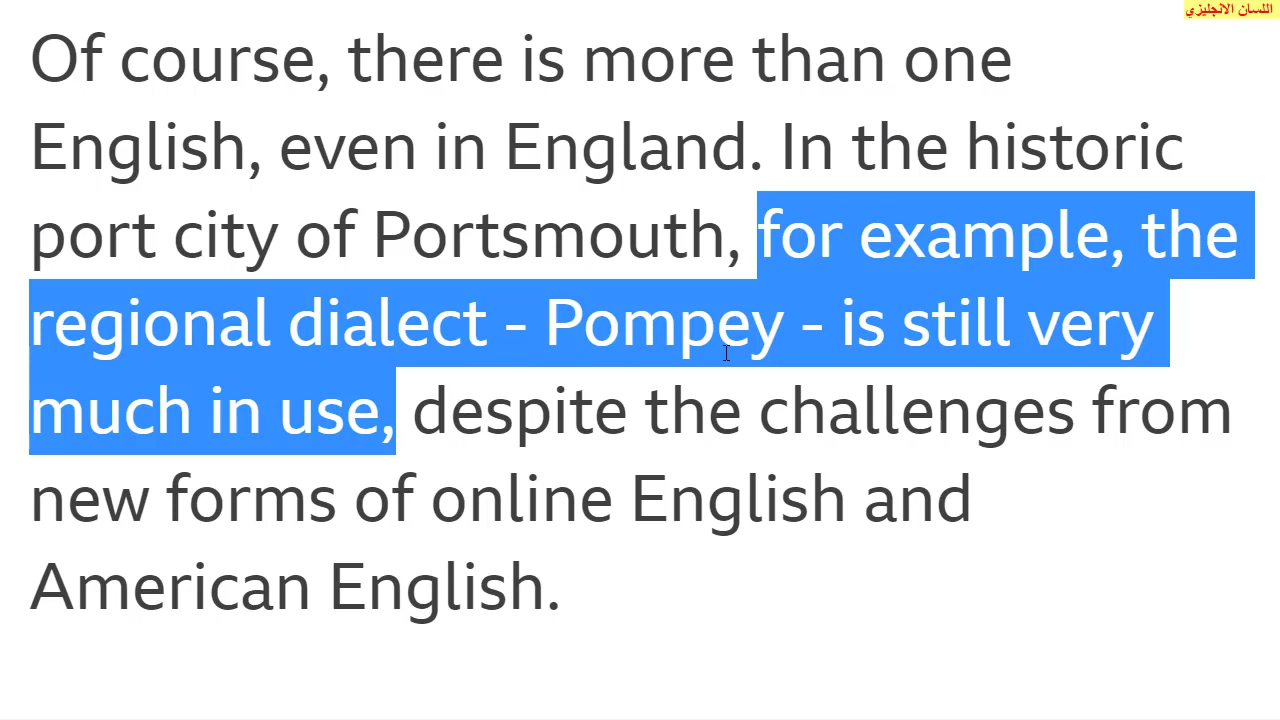 اللسان الانجليزي
Of course, there is more than one
English, even in England. In the historic
port city of Portsmouth, for example, the
regional dialect - Pompey - is still very
much in use, despite the challenges from
new forms of online English and
American English.